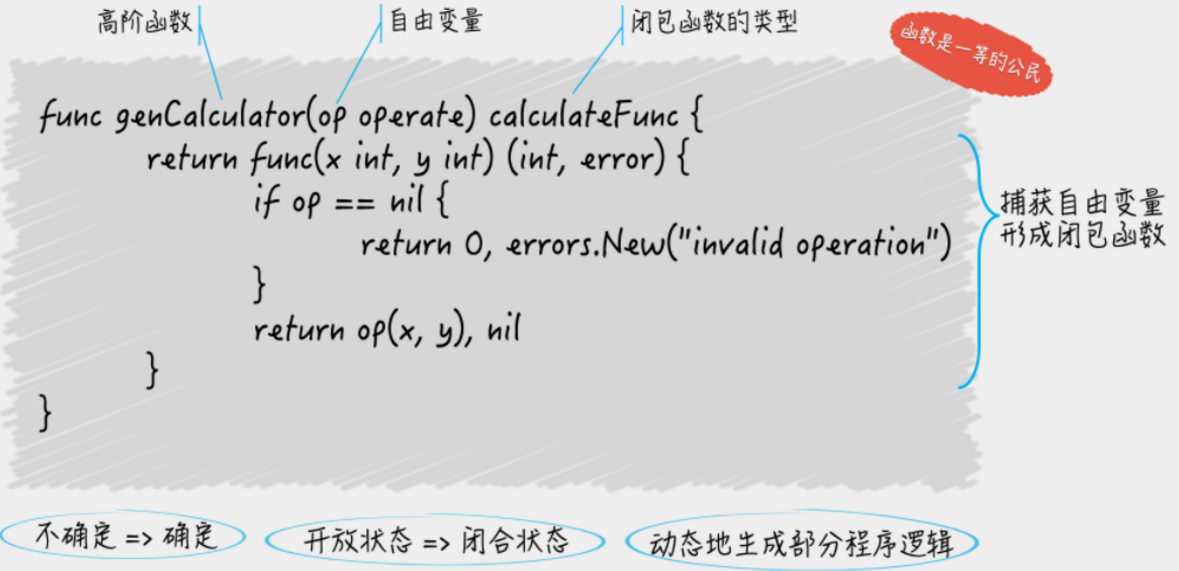 高阶函数
自由变量
闭包函数的类型
函数是一等的公民
func genCalculator(op operate) calculateFunc {
return func(x int, y int) (int, error) {
if op == nil {
return 0, errors.New("invalid operation")
}
return op(x, y), nil
}
}
捕获自由变量
形成闭包函数
不确定 => 确定
开放状态 => 闭合状态
动态地生成部分程序逻辑